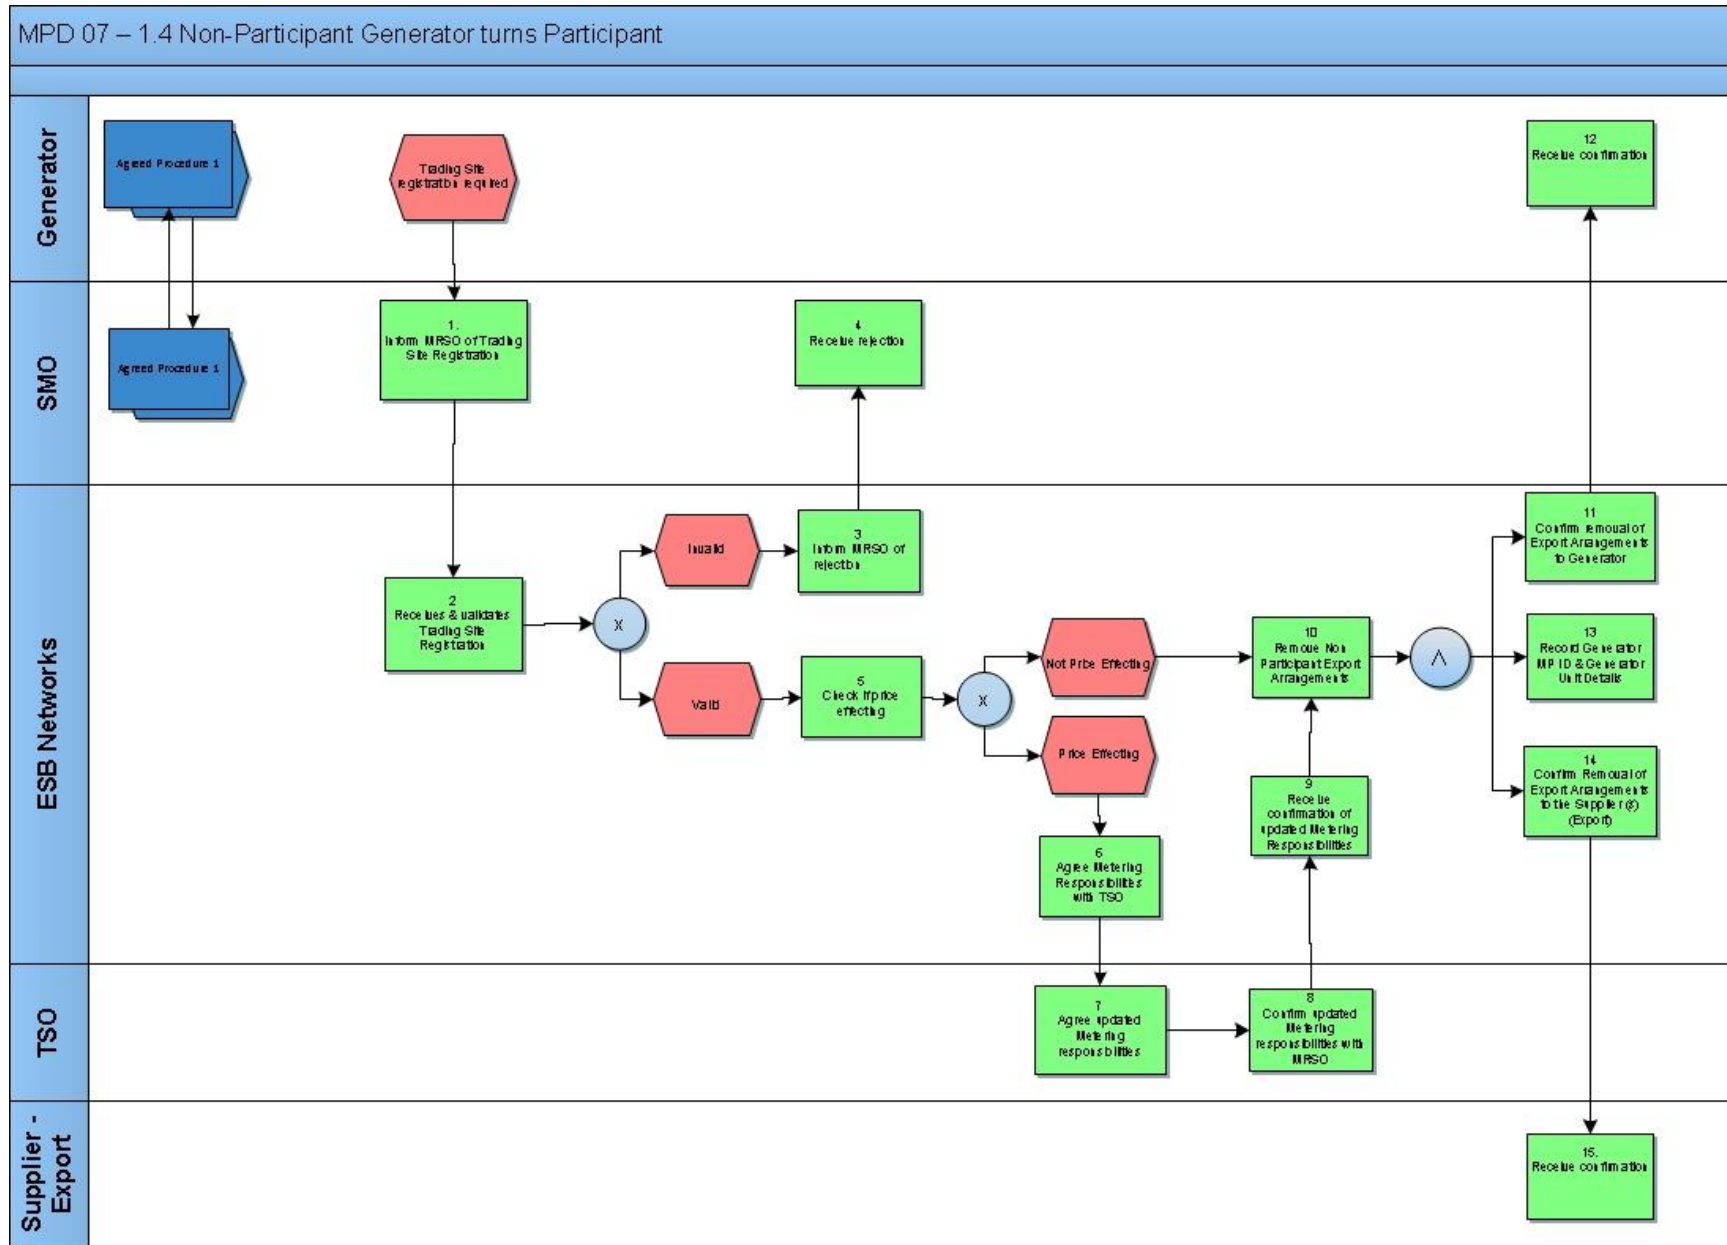 MPD 07 – 1.4 Non-Participant Generator turns Participant
Generator
Agreed Procedure 1
Trading Site
registration required
12
Receive confirmation
SMO
Agreed Procedure 1
1.
Inform MRSO of Trading
Site Registration
4
Receive rejection
ESB Networks
2
Receives & validates
Trading Site
Registration
X
Invalid
3
Inform MRSO of
rejection
Valid
5
Check if price
effecting
X
Not Price Effecting
Price Effecting
6
Agree Metering
Responsibilities
with TSO
9
Receive
confirmation of
updated Metering
Responsibilities
10
Remove Non
Participant Export
Arrangements
Λ
11
Confirm removal of
Export Arrangements
to Generator
13
Record Generator
MP ID & Generator
Unit Details
14
Confirm Removal of
Export Arrangements
to the Supplier(s)
(Export)
TSO
7
Agree updated
Metering
responsbilities
8
Confirm updated
Metering
responsibilities with
MRSO
Supplier -
Export
15.
Receive confirmation